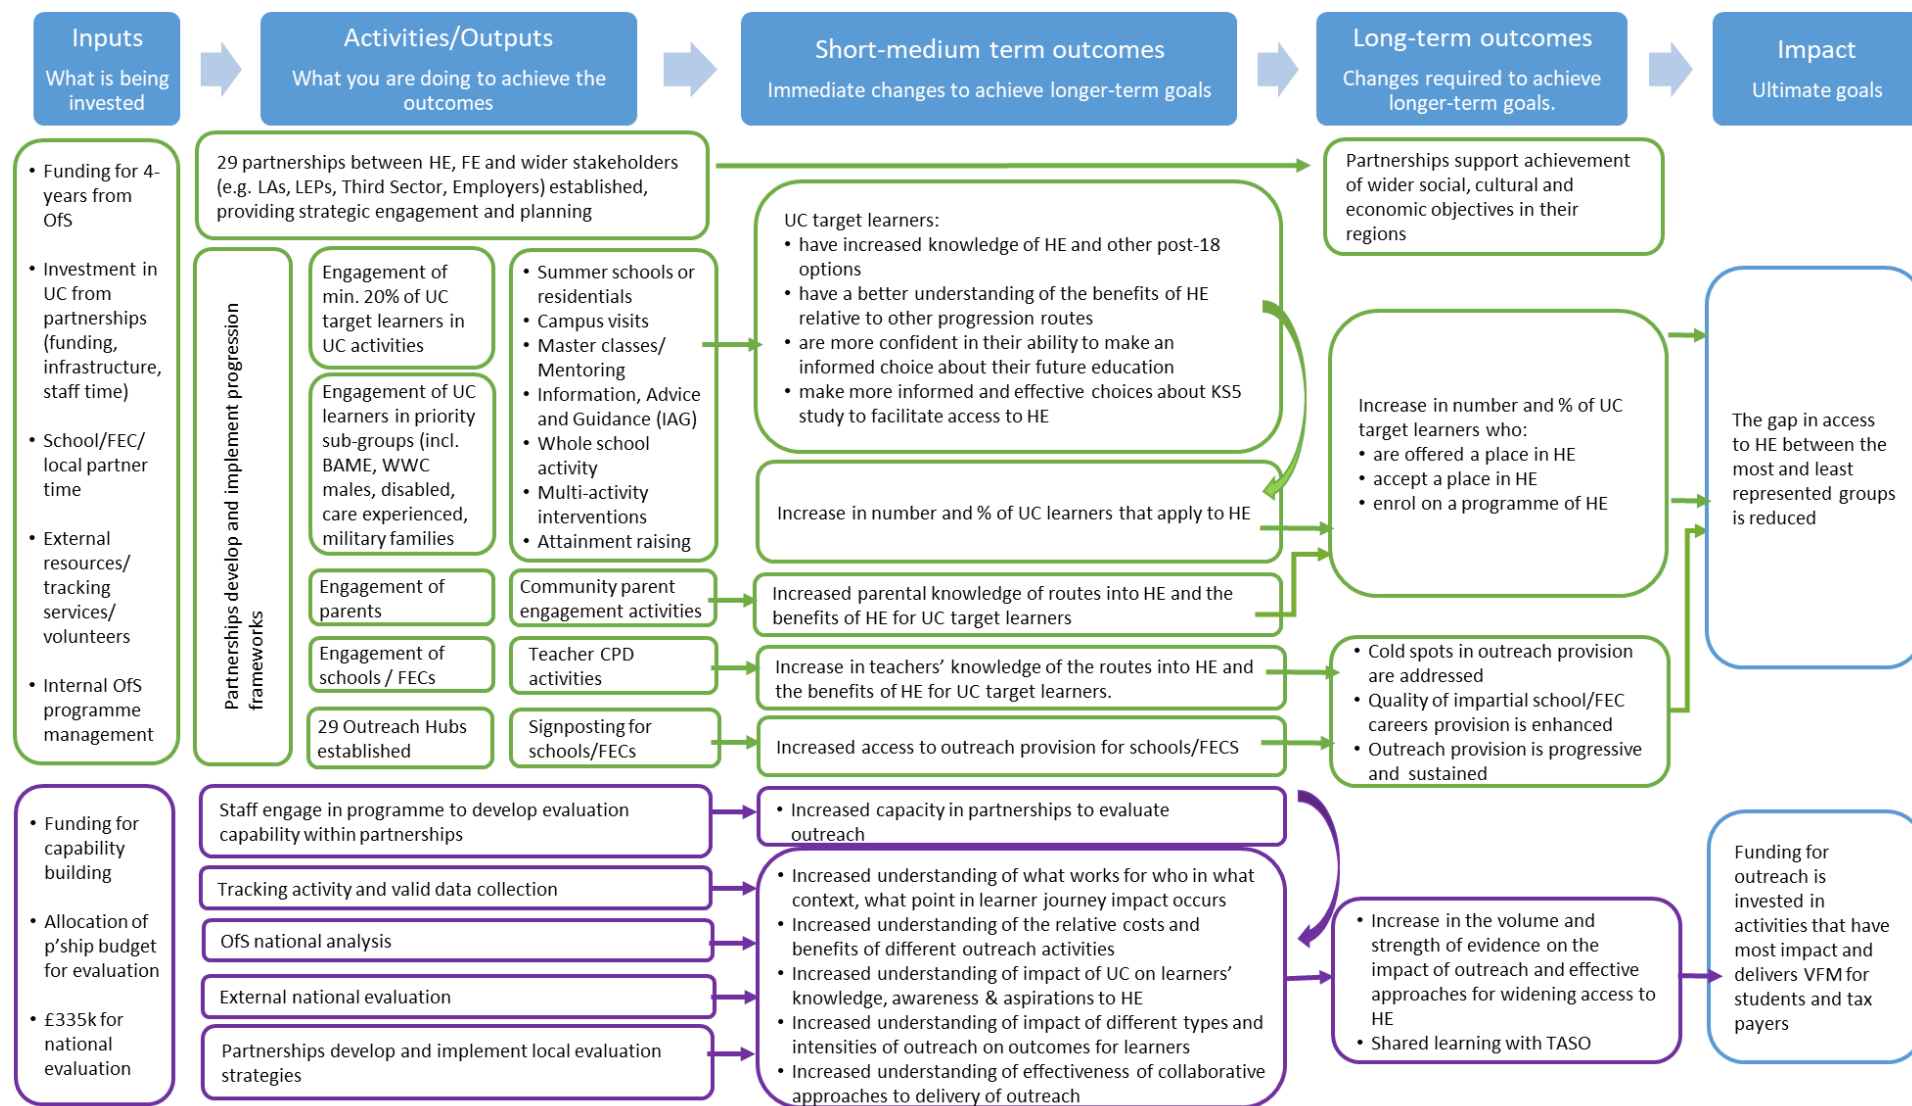 Inputs
What is being
invested
Activities/Outputs
What you are doing to achieve the
outcomes
Short-medium term outcomes
Immediate changes to achieve longer-term goals
Long-term outcomes
Changes required to achieve
longer-term goals.
Impact
Ultimate goals
• Funding for 4-
years from
OfS
• Investment in
UC from
partnerships
(funding,
infrastructure,
staff time)
• School/FEC/
local partner
time
• External
resources/
tracking
services/
volunteers
• Internal OfS
programme
management
29 partnerships between HE, FE and wider stakeholders
(e.g. LAs, LEPs, Third Sector, Employers) established,
providing strategic engagement and planning
Partnerships develop and implement progression
frameworks
Engagement of
min. 20% of UC
target learners in
UC activities
Engagement of UC
learners in priority
sub-groups (incl.
BAME, WWC
males, disabled,
care experienced,
military families
Engagement of
parents
Engagement of
schools / FECs
29 Outreach Hubs
established
• Summer schools or
residentials
• Campus visits
• Master classes/
Mentoring
• Information, Advice
and Guidance (IAG)
• Whole school
activity
• Multi-activity
interventions
• Attainment raising
Community parent
engagement activities
Teacher CPD
activities
Signposting for
schools/FECs
UC target learners:
• have increased knowledge of HE and other post-18
options
• have a better understanding of the benefits of HE
relative to other progression routes
• are more confident in their ability to make an
informed choice about their future education
• make more informed and effective choices about KS5
study to facilitate access to HE
Increase in number and % of UC learners that apply to HE
Increased parental knowledge of routes into HE and the
benefits of HE for UC target learners
Increase in teachers’ knowledge of the routes into HE and
the benefits of HE for UC target learners.
Increased access to outreach provision for schools/FECS
Partnerships support achievement
of wider social, cultural and
economic objectives in their
regions
Increase in number and % of UC
target learners who:
• are offered a place in HE
• accept a place in HE
• enrol on a programme of HE
• Cold spots in outreach provision
are addressed
• Quality of impartial school/FEC
careers provision is enhanced
• Outreach provision is progressive
and sustained
The gap in access
to HE between the
most and least
represented groups
is reduced
• Funding for
capability
building
• Allocation of
p’ship budget
for evaluation
• £335k for
national
evaluation
Staff engage in programme to develop evaluation
capability within partnerships
Tracking activity and valid data collection
OfS national analysis
External national evaluation
Partnerships develop and implement local evaluation
strategies
• Increased capacity in partnerships to evaluate
outreach
• Increased understanding of what works for who in what
context, what point in learner journey impact occurs
• Increased understanding of the relative costs and
benefits of different outreach activities
• Increased understanding of impact of UC on learners’
knowledge, awareness & aspirations to HE
• Increased understanding of impact of different types and
intensities of outreach on outcomes for learners
• Increased understanding of effectiveness of collaborative
approaches to delivery of outreach
• Increase in the volume and
strength of evidence on the
impact of outreach and effective
approaches for widening access to
HE
• Shared learning with TASO
Funding for
outreach is
invested in
activities that have
most impact and
delivers VFM for
students and tax
payers